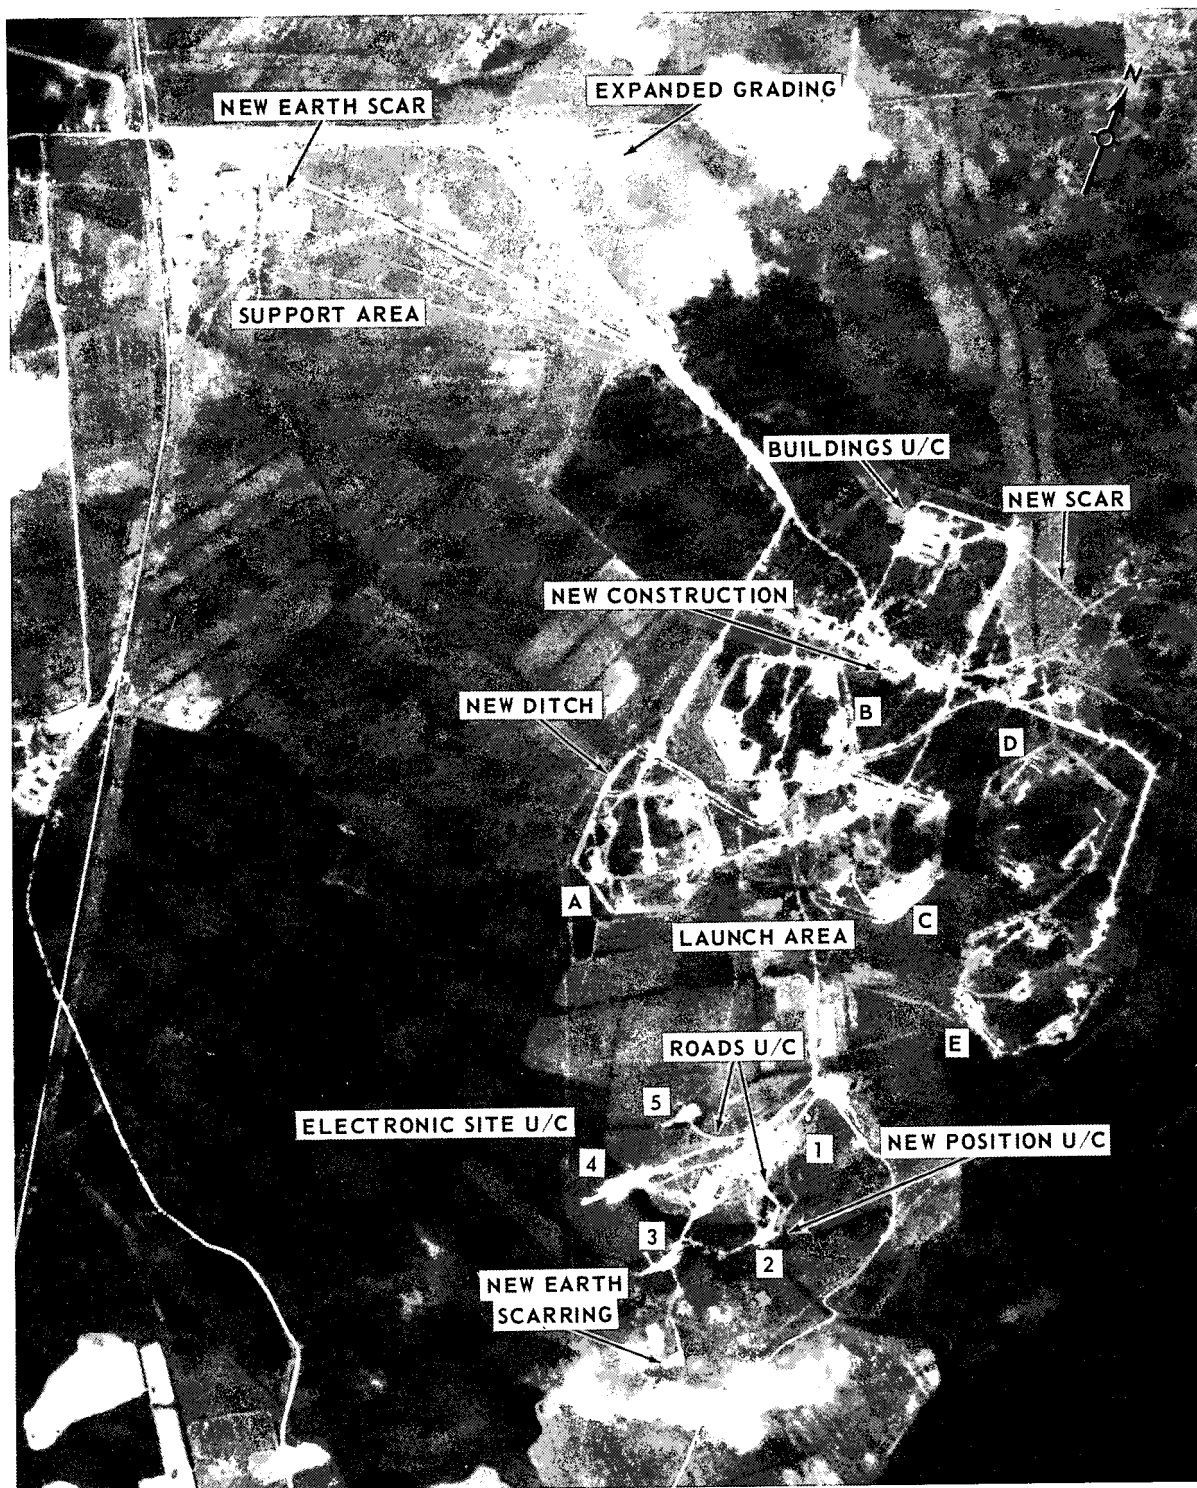 N
EXPANDED GRADING
NEW EARTH SCAR
SUPPORT AREA
BUILDINGS U/C
NEW SCAR
NEW CONSTRUCTION
NEW DITCH
B
D
A
C
LAUNCH AREA
E
ROADS U/C
5
ELECTRONIC SITE U/C
1
NEW POSITION U/C
4
3
2
NEW EARTH
SCARRING